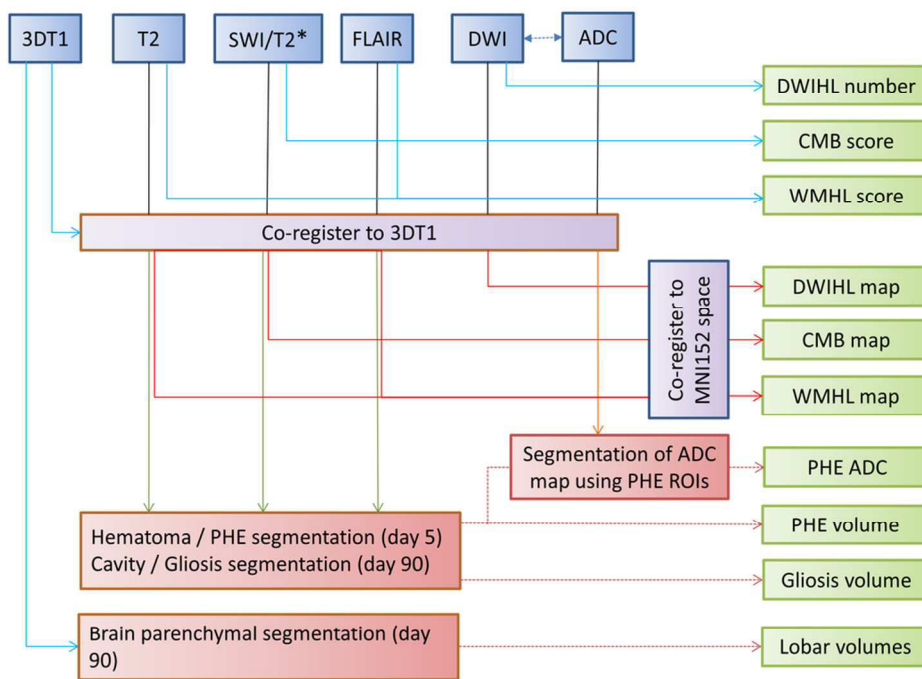 3DT1
T2
SWI/T2*
FLAIR
DWI
ADC
DWIHL number
CMB score
WMHL score
Co-register to 3DT1
Co-register to
MNI152 space
DWIHL map
CMB map
WMHL map
Segmentation of ADC
map using PHE ROIs
PHE ADC
Hematoma / PHE segmentation (day 5)
Cavity / Gliosis segmentation (day 90)
PHE volume
Gliosis volume
Brain parenchymal segmentation (day
90)
Lobar volumes